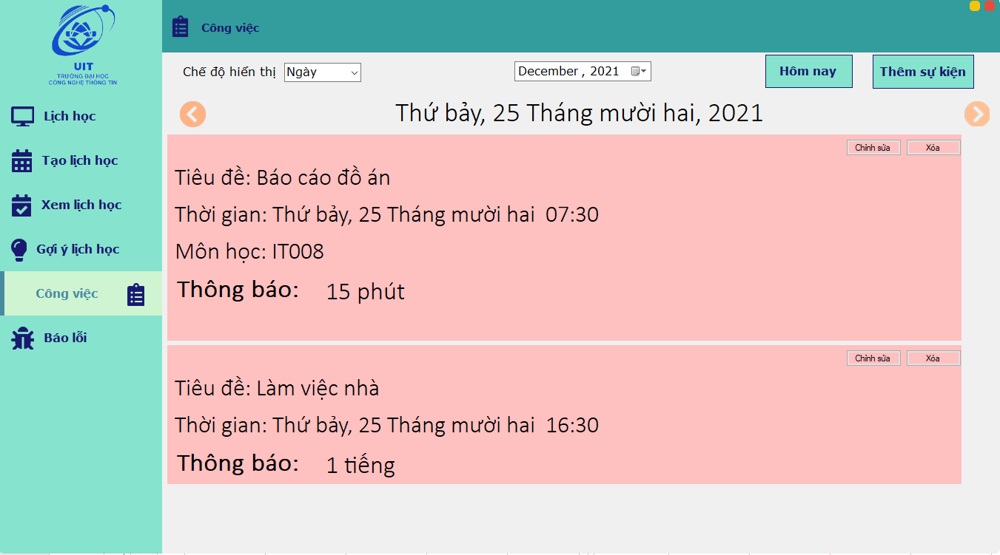 UIT
TRƯỜNG ĐẠI HỌC
CÔNG NGHỆ THÔNG TIN
Lịch học
Tạo lịch học
Xem lịch học
Gợi ý lịch học
Công việc
Báo lỗi
Công việc
Chế độ hiển thị
Ngày
December , 2021
Hôm nay
Thêm sự kiện
Thứ bảy, 25 Tháng mười hai, 2021
Chỉnh sửa
Xóa
Tiêu đề: Báo cáo đồ án
Thời gian: Thứ bảy, 25 Tháng mười hai  07:30
Môn học: IT008
Thông báo: 15 phút
Chỉnh sửa
Xóa
Tiêu đề: Làm việc nhà
Thời gian: Thứ bảy, 25 Tháng mười hai  16:30
Thông báo: 1 tiếng